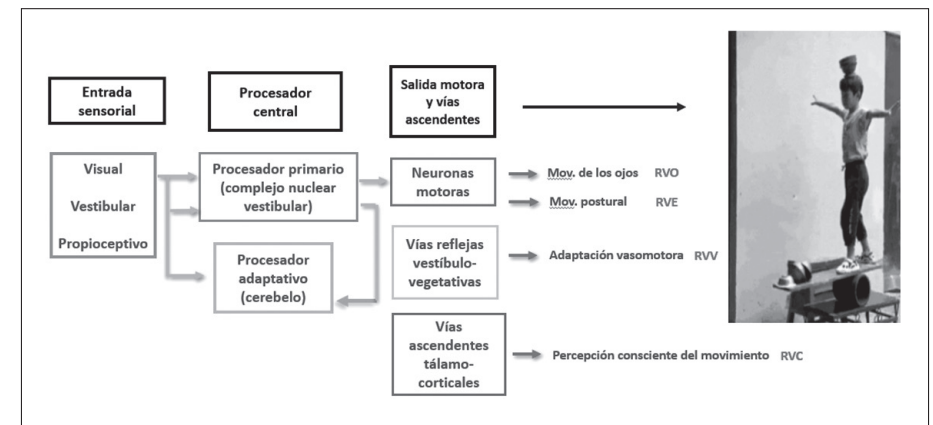 Entrada
sensorial
Procesador
central
Salida motora
y vías
ascendentes
Visual
Vestibular
Propioceptivo
Procesador primario
(complejo nuclear
vestibular)
Procesador
adaptativo
(cerebelo)
Neuronas
motoras
Mov. de los ojos RVO
Mov. postural RVE
Vías reflejas
vestíbulo-
vegetativas
Adaptación vasomotora RVV
Vías
ascendentes
tálamo-
corticales
Percepción consciente del movimiento RVC